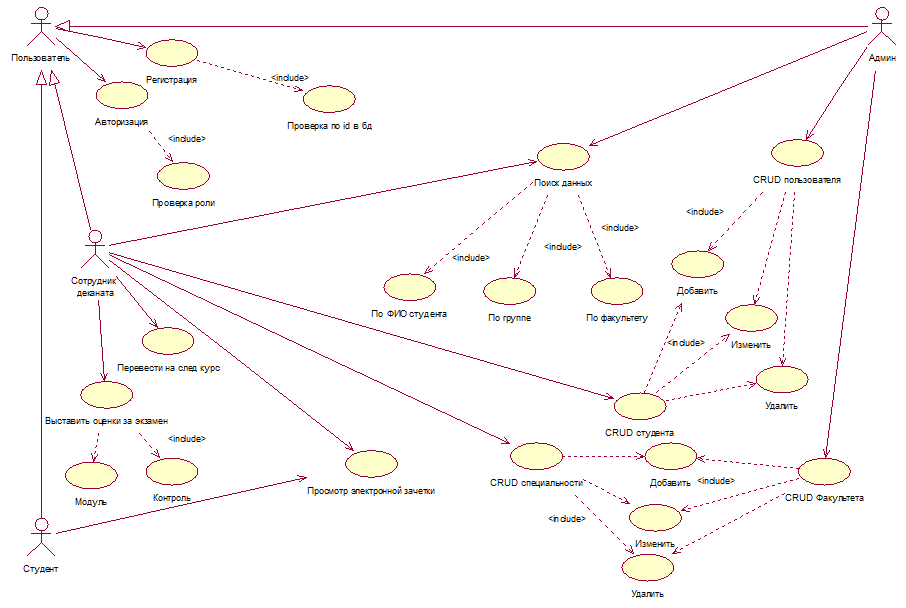 Пользователь
Админ
Регистрация
<include>
Авторизация
Проверка по id в бд
<include>
Проверка роли
Поиск данных
CRUD пользователя
<include>
<include>
<include>
<include>
Сотрудник
деканата
По ФИО студента
По группе
По факультету
Добавить
<include>
Изменить
Перевести на след курс
Удалить
Выставить оценки за экзамен
CRUD студента
<include>
Модуль
Контроль
Просмотр электронной зачетки
CRUD специальности
Добавить
<include>
CRUD Факультета
<include>
Изменить
Студент
Удалить